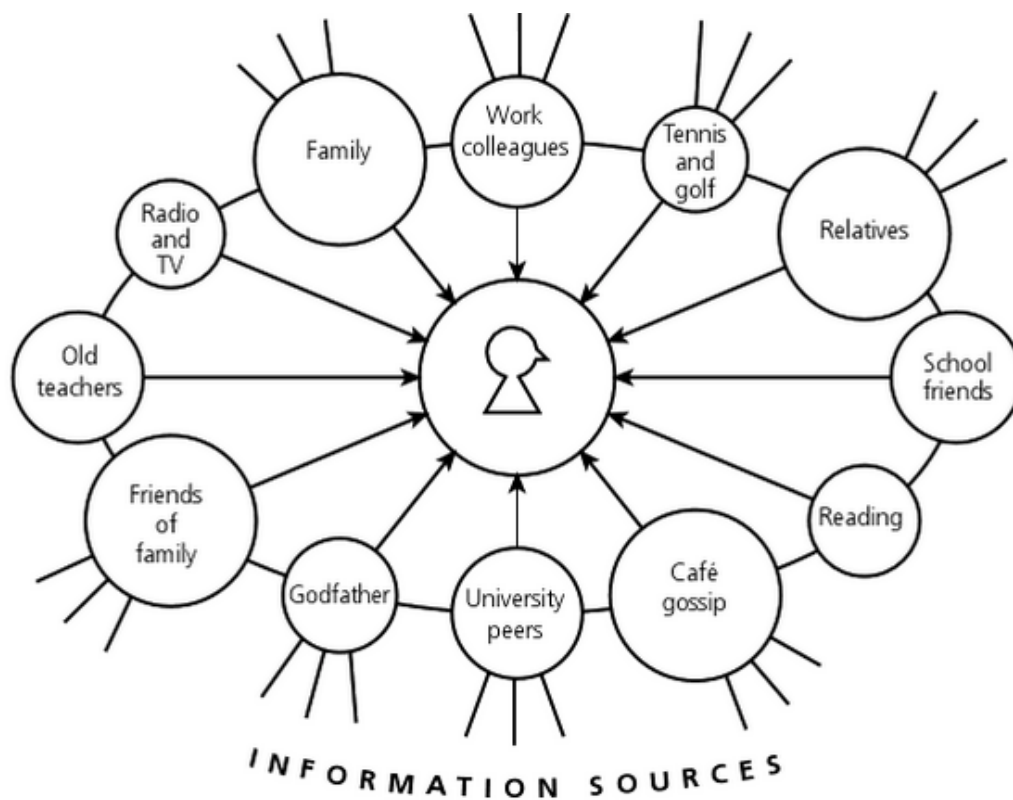 Family
Work
colleagues
Tennis
and
golf
Radio
and
TV
Relatives
Old
teachers
School
friends
Friends
of
family
Reading
Godfather
University
peers
Café
gossip
INFORMATION SOURCES